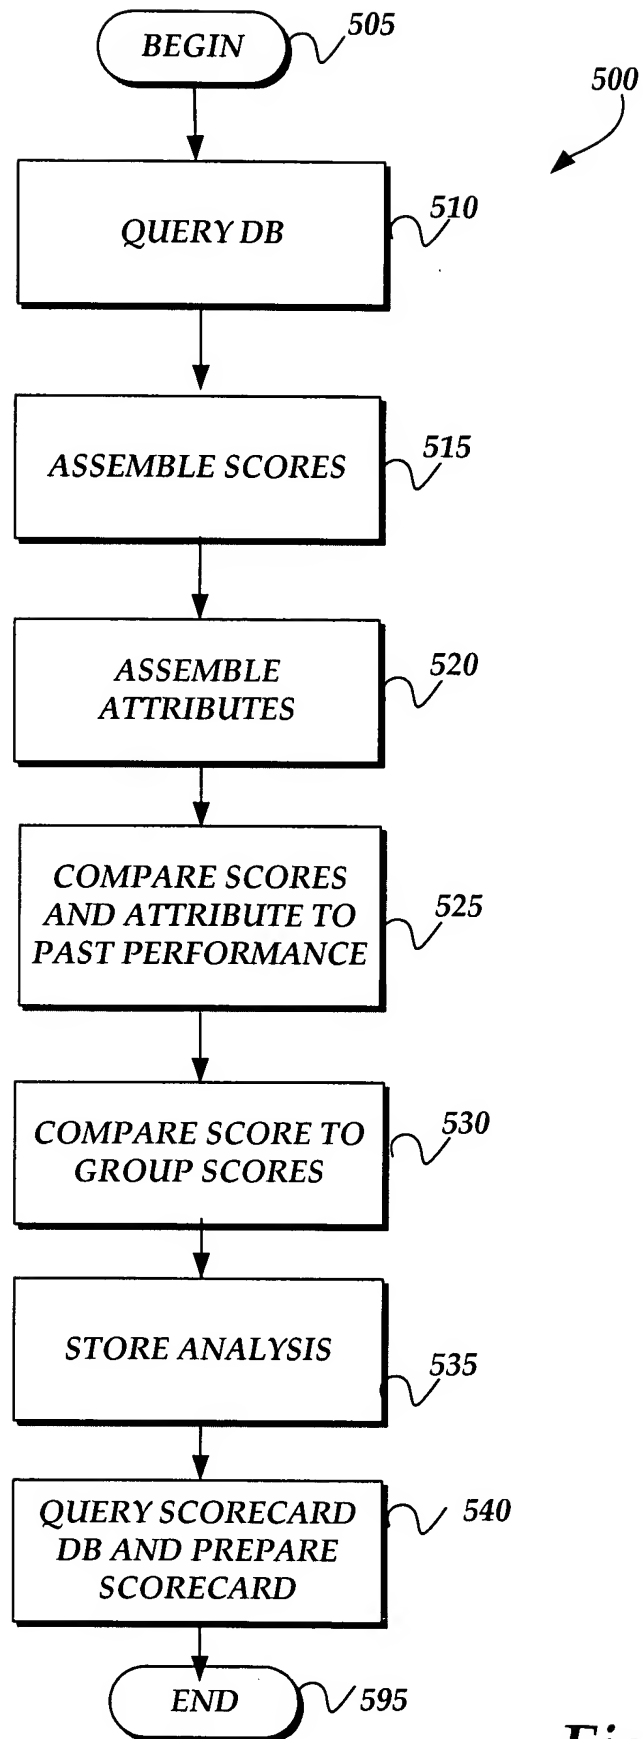 BEGIN
505
500
QUERY DB
510
ASSEMBLE SCORES
515
ASSEMBLE
ATTRIBUTES
520
COMPARE SCORES
AND ATTRIBUTE TO
PAST PERFORMANCE
525
COMPARE SCORE TO
GROUP SCORES
530
STORE ANALYSIS
535
QUERY SCORECARD
DB AND PREPARE
SCORECARD
540
END
595